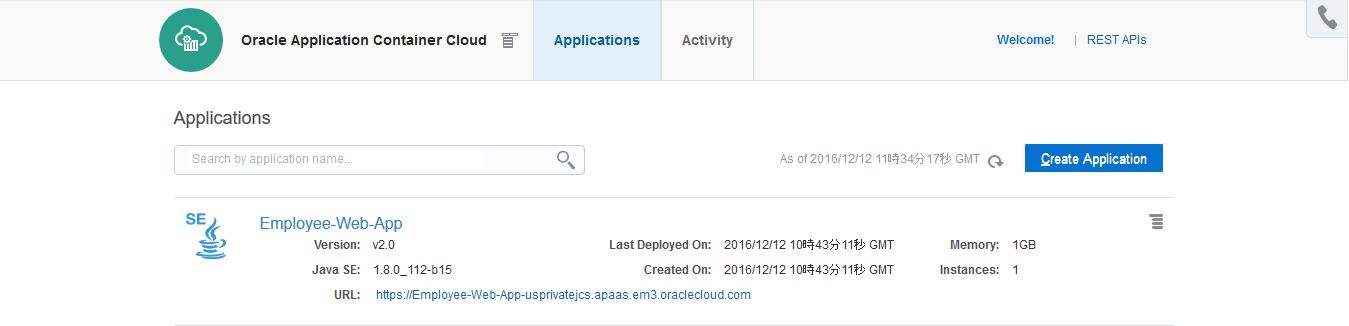 Oracle Application Container Cloud Applications Activity Welcome! | REST APIs
Applications
Search by application name... As of 2016/12/12 11時34分17秒 GMT Create Application
SE Employee-Web-App
Version: v2.0 Last Deployed On: 2016/12/12 10時43分11秒 GMT Memory: 1GB
Java SE: 1.8.0_112-b15 Created On: 2016/12/12 10時43分11秒 GMT Instances: 1
URL: https://Employee-Web-App-usprivatejcs.apaas.em3.oraclecloud.com